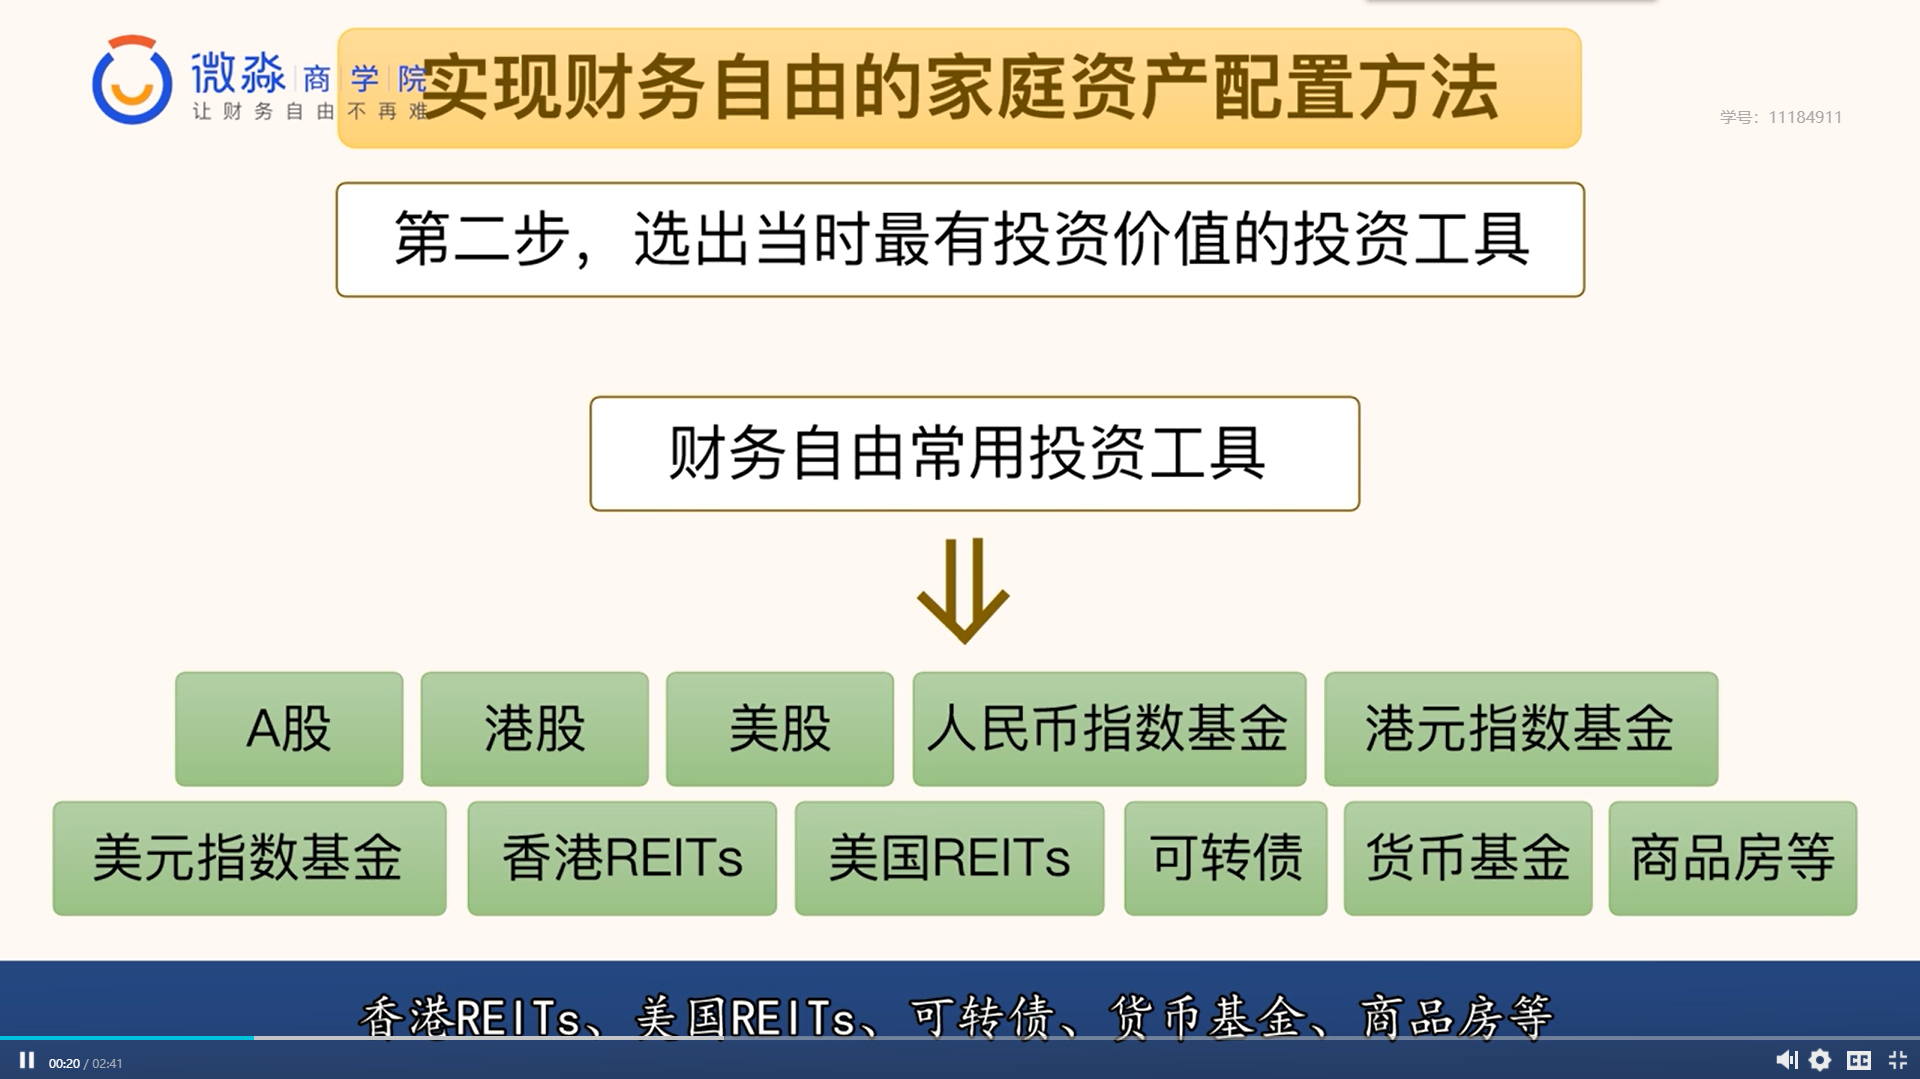 微淼 商 学 院
让财务自由不再难
实现财务自由的家庭资产配置方法
学号：11184911
第二步，选出当时最有投资价值的投资工具
财务自由常用投资工具
A股
港股
美股
人民币指数基金
港元指数基金
美元指数基金
香港REITs
美国REITs
可转债
货币基金
商品房等
香港REITs、美国REITs、可转债、货币基金、商品房等
00:20 / 02:41
CC